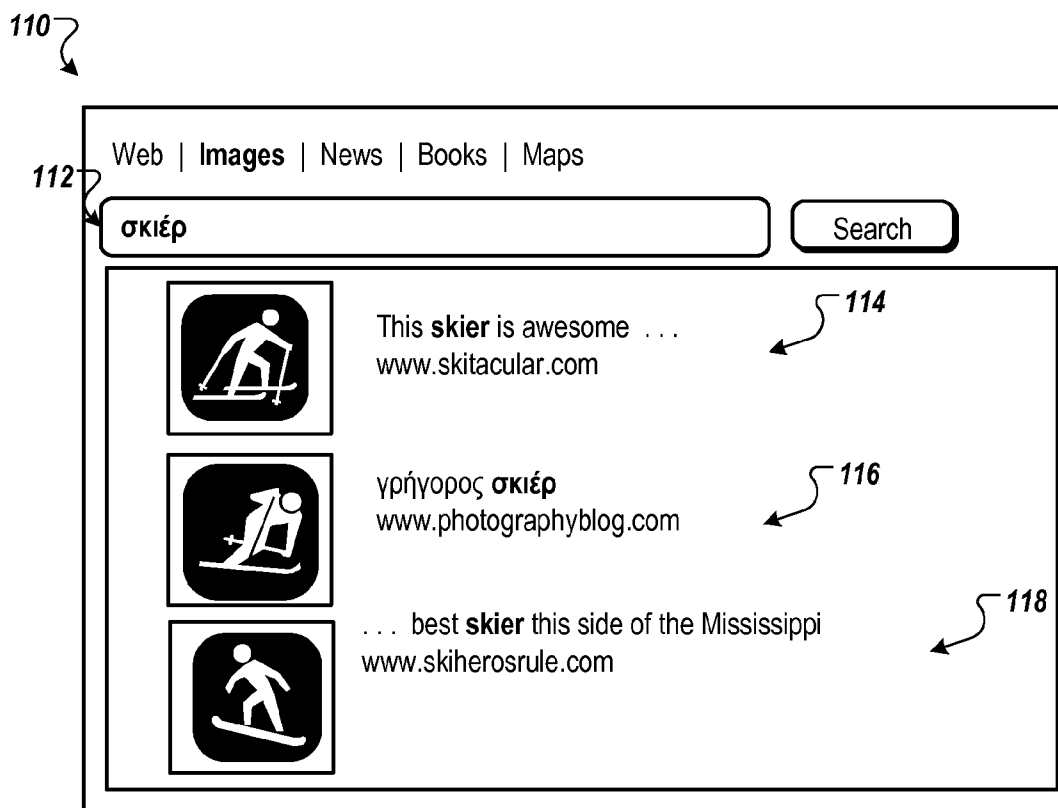 110
Web | Images | News | Books | Maps
112
σκιέρ
Search
This skier is awesome . . .
www.skitacular.com
114
γρήγορος σκιέρ
www.photographyblog.com
116
. . . best skier this side of the Mississippi
www.skiherosrule.com
118